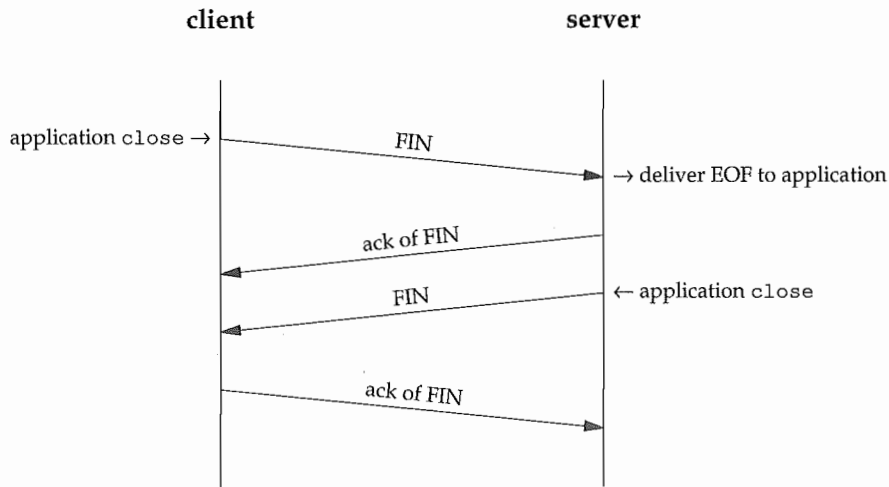 client server
application close → FIN
→ deliver EOF to application
ack of FIN
FIN ← application close
ack of FIN